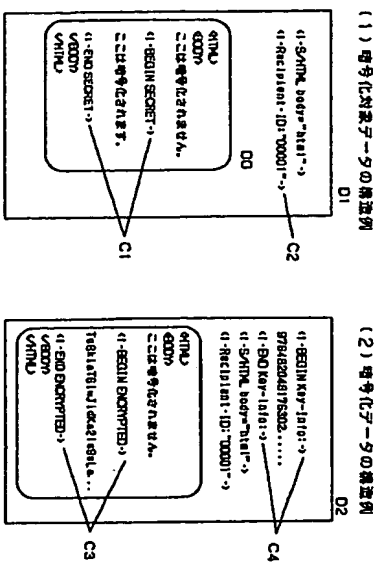 (1)暗号化対象データの構造例
D1
<!-S/HTML body="html"->
<!-Recipient-ID:"00001"->
C2
D0
<HTML>
<BODY>
ここは暗号化されません。
<!-BEGIN SECRET->
ここは暗号化されます。
<!-END SECRET->
</BODY>
</HTML>
C1
(2)暗号化データの構造例
D2
<!-BEGIN Key-Info:->
<!-END Key-Info:->
<!-S/HTML body="html"->
<!-Recipient-ID:"00001"->
C4
<HTML>
<BODY>
ここは暗号化されません。
<!-BEGIN ENCRYPTED->
<!-END ENCRYPTED->
</BODY>
</HTML>
C3